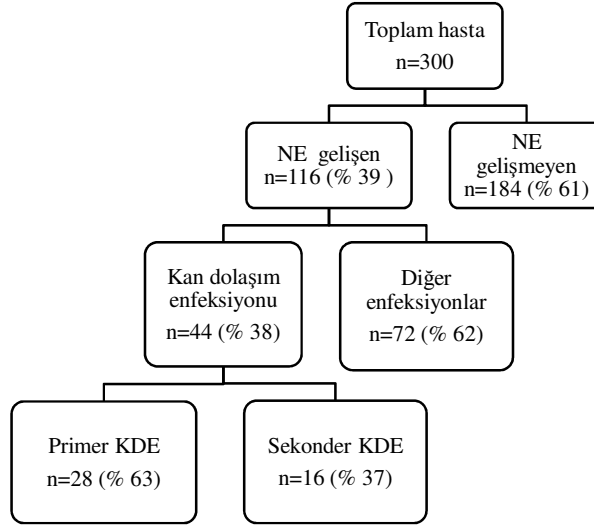 Toplam hasta
n=300
NE gelişen
n=116 (% 39 )
NE
gelişmeyen
n=184 (% 61)
Kan dolaşım
enfeksiyonu
n=44 (% 38)
Diğer
enfeksiyonlar
n=72 (% 62)
Primer KDE
n=28 (% 63)
Sekonder KDE
n=16 (% 37)